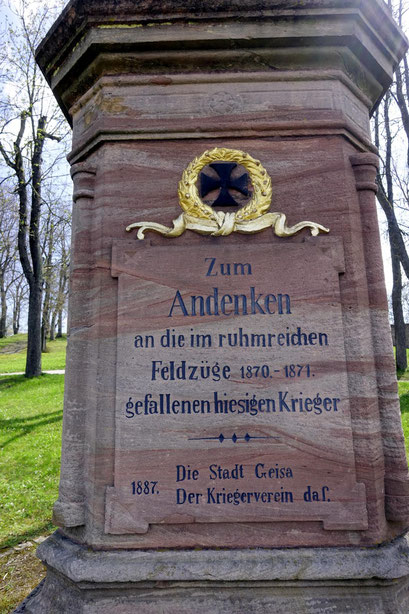 Zum
Andenken
an die im ruhmreichen
Feldzüge 1870.-1871.
gefallenen hiesigen Krieger
1887. Die Stadt Geisa
Der Kriegerverein das.